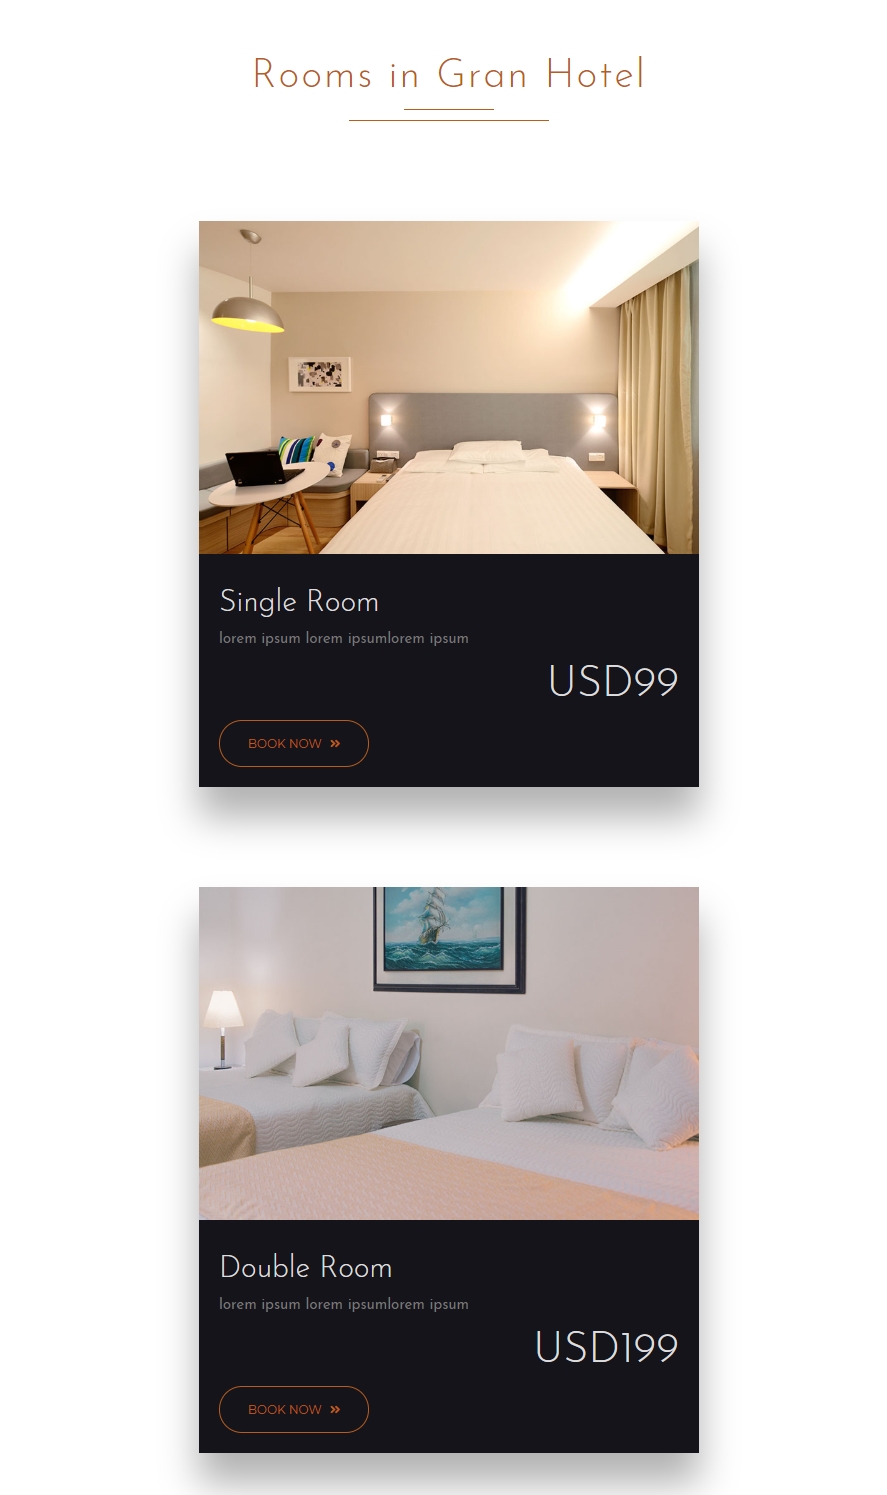 Rooms in Gran Hotel
Single Room
lorem ipsum lorem ipsumlorem ipsum
USD99
BOOK NOW »
Double Room
lorem ipsum lorem ipsumlorem ipsum
USD199
BOOK NOW »